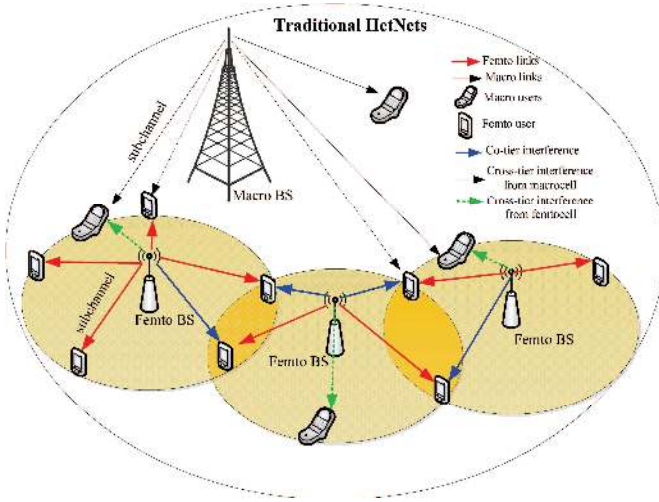 Traditional HetNets
Femto links
Macro links
Macro users
Femto user
Co-tier interference
Cross-tier interference
from macrocell
Cross-tier interference
from femtocell
subchannel
Macro BS
subchannel
Femto BS
Femto BS
Femto BS